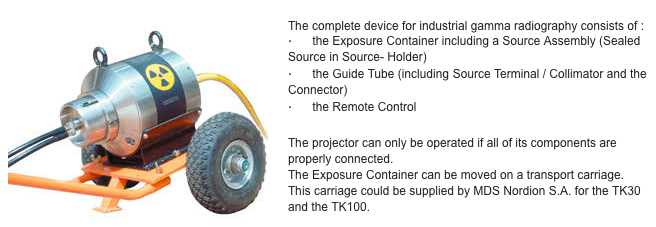 The complete device for industrial gamma radiography consists of :
· the Exposure Container including a Source Assembly (Sealed
Source in Source- Holder)
· the Guide Tube (including Source Terminal / Collimator and the
Connector)
· the Remote Control
The projector can only be operated if all of its components are
properly connected.
The Exposure Container can be moved on a transport carriage.
This carriage could be supplied by MDS Nordion S.A. for the TK30
and the TK100.